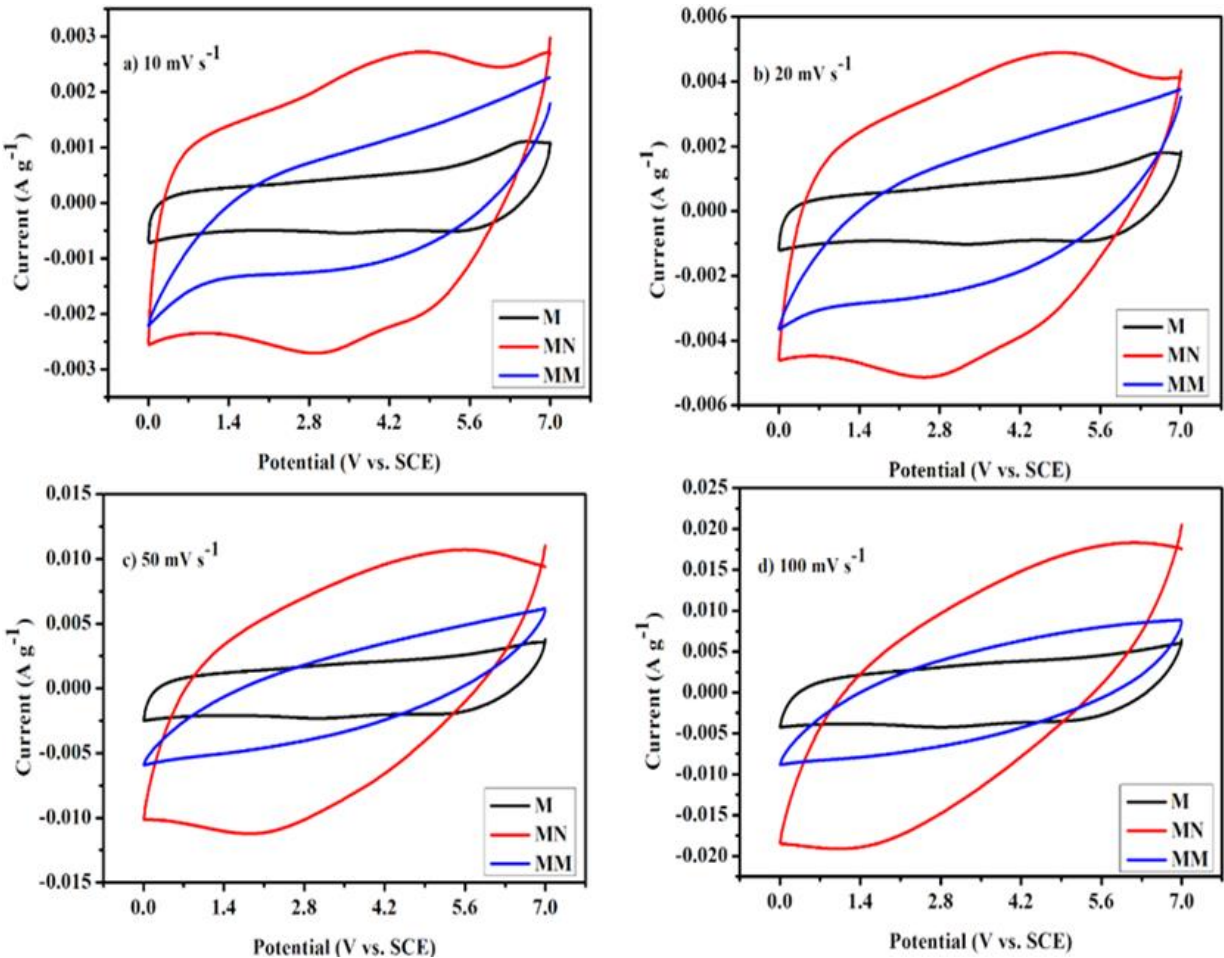 a) 10 mV s-1
Current (A g-1)
0.003
0.002
0.001
0.000
-0.001
-0.002
-0.003
M
MN
MM
0.0 1.4 2.8 4.2 5.6 7.0
Potential (V vs. SCE)
b) 20 mV s-1
Current (A g-1)
0.006
0.004
0.002
0.000
-0.002
-0.004
-0.006
M
MN
MM
0.0 1.4 2.8 4.2 5.6 7.0
Potential (V vs. SCE)
c) 50 mV s-1
Current (A g-1)
0.015
0.010
0.005
0.000
-0.005
-0.010
-0.015
M
MN
MM
0.0 1.4 2.8 4.2 5.6 7.0
Potential (V vs. SCE)
d) 100 mV s-1
Current (A g-1)
0.025
0.020
0.015
0.010
0.005
0.000
-0.005
-0.010
-0.015
-0.020
M
MN
MM
0.0 1.4 2.8 4.2 5.6 7.0
Potential (V vs. SCE)